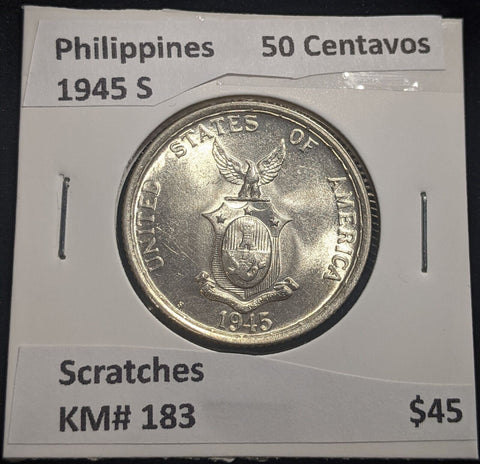 Philippines 50 Centavos
1945 S
UNITED STATES OF AMERICA
S
1945
Scratches
KM# 183 $45